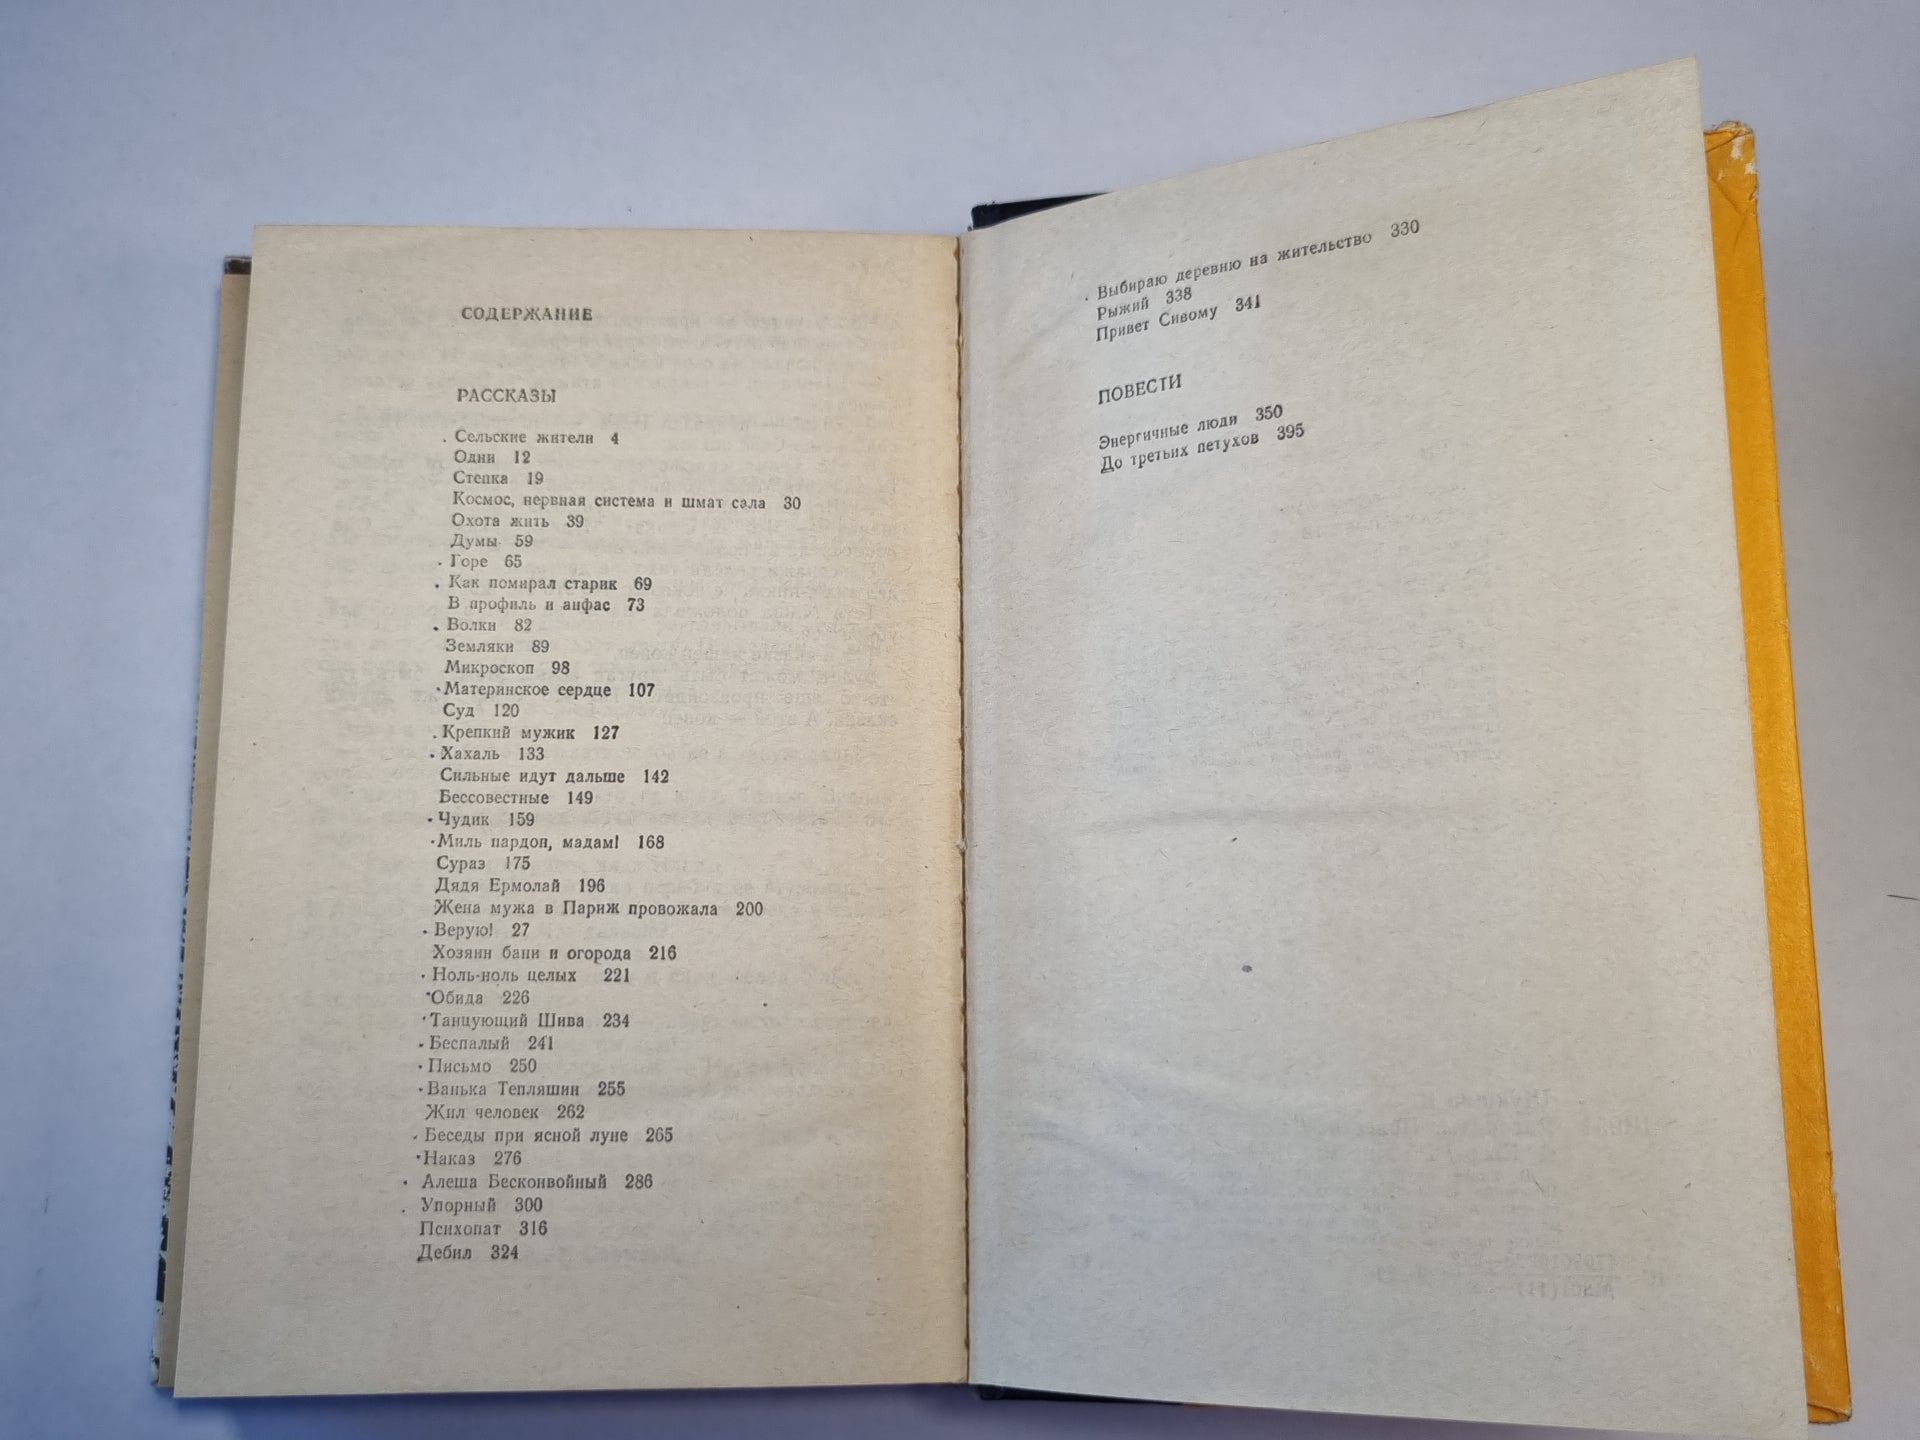 СОДЕРЖАНИЕ
РАССКАЗЫ
Сельские жители 4
Одни 12
Степка 19
Космос, нервная система и шмат сала 30
Охота жить 39
Думы 59
Горе 65
Как помирал старик 69
В профиль и анфас 73
Волки 82
Земляки 89
Микроскоп 98
Материнское сердце 107
Суд 120
Крепкий мужик 127
Хахаль 133
Сильные идут дальше 142
Бессовестные 149
Чудик 159
Миль пардон, мадам! 168
Сураз 175
Дядя Ермолай 196
Жена мужа в Париж провожала 200
Верую! 27
Хозяин бани и огорода 216
Ноль-ноль целых 221
Обида 226
Танцующий Шива 234
Беспалый 241
Письмо 250
Ванька Тепляшин 255
Жил человек 262
Беседы при ясной луне 265
Наказ 276
Алеша Бесконвойный 286
Упорный 300
Психопат 316
Дебил 324
Выбираю деревню на жительство 330
Рыжий 338
Привет Сивому 341
ПОВЕСТИ
Энергичные люди 350
До третьих петухов 395